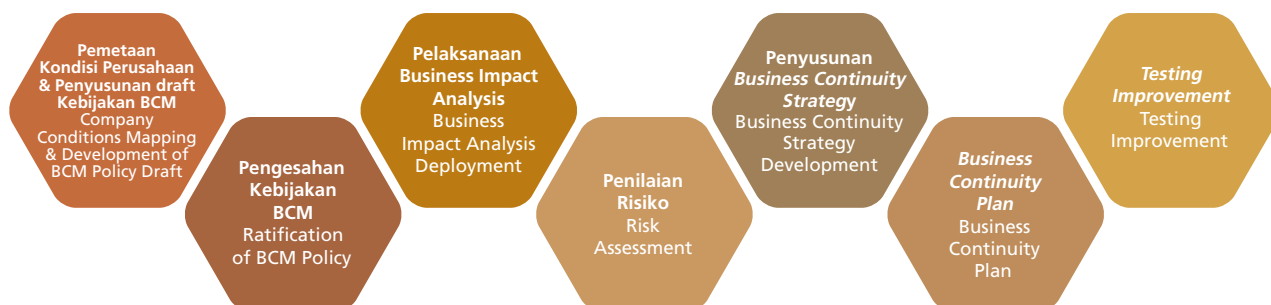 Pemetaan
Kondisi Perusahaan
& Penyusunan draft
Kebijakan BCM
Company
Conditions Mapping
& Development of
BCM Policy Draft
Pengesahan
Kebijakan
BCM
Ratification
of BCM Policy
Pelaksanaan
Business Impact
Analysis
Business
Impact Analysis
Deployment
Penilaian
Risiko
Risk
Assessment
Penyusunan
Business Continuity
Strategy
Business Continuity
Strategy
Development
Business
Continuity
Plan
Business
Continuity
Plan
Testing
Improvement
Testing
Improvement